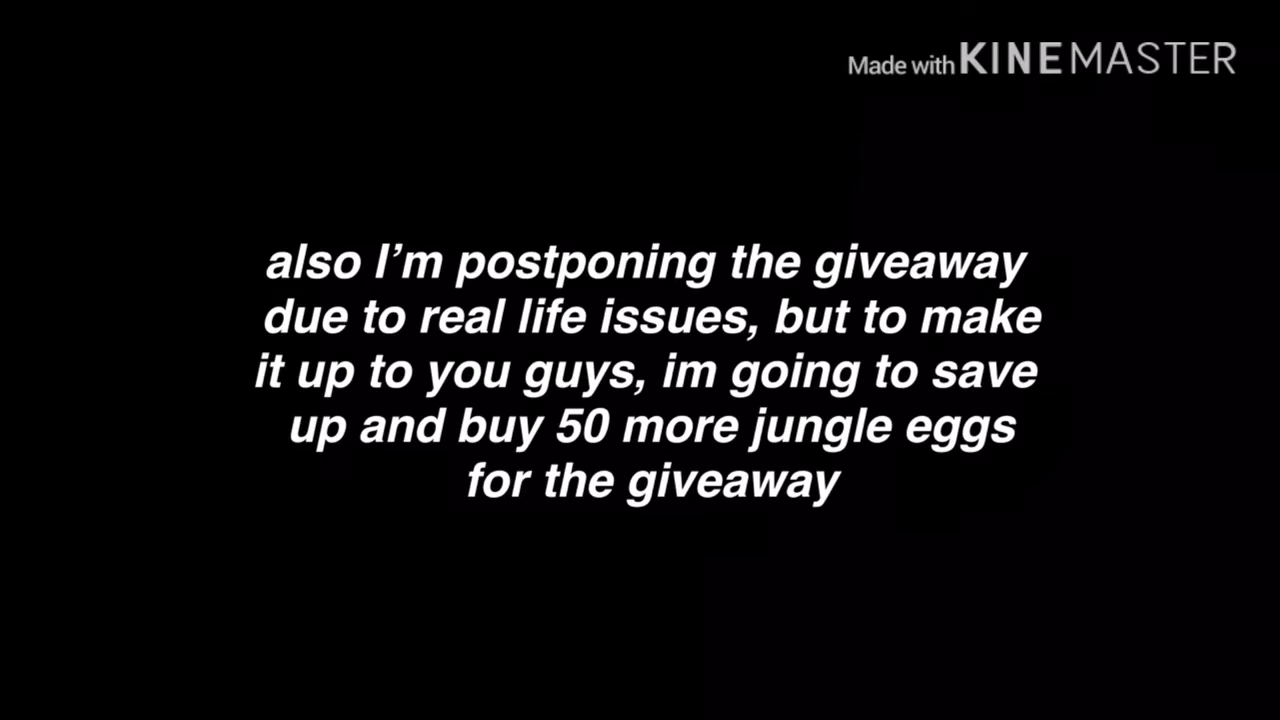 Made with KINEMASTER
also I’m postponing the giveaway
due to real life issues, but to make
it up to you guys, im going to save
up and buy 50 more jungle eggs
for the giveaway